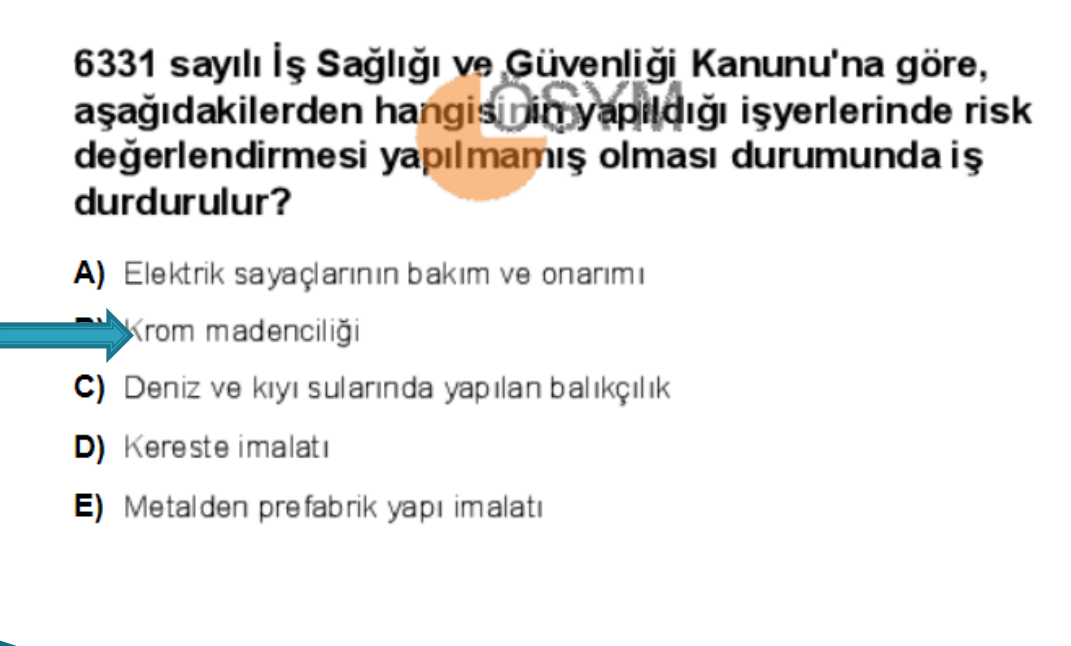 6331 sayılı İş Sağlığı ve Güvenliği Kanunu'na göre,
aşağıdakilerden hangisinin yapıldığı işyerlerinde risk
değerlendirmesi yapılmamış olması durumunda iş
durdurulur?
ÖSYM
A) Elektrik sayaçlarının bakım ve onarımı
B) Krom madenciliği
C) Deniz ve kıyı sularında yapılan balıkçılık
D) Kereste imalatı
E) Metalden prefabrik yapı imalatı